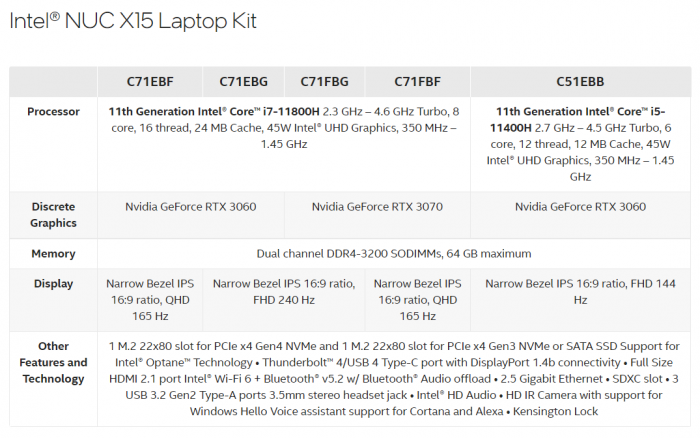 Intel® NUC X15 Laptop Kit
C71EBF C71EBG C71FBG C71FBF C51EBB
Processor
11th Generation Intel® Core™ i7-11800H 2.3 GHz – 4.6 GHz Turbo, 8
core, 16 thread, 24 MB Cache, 45W Intel® UHD Graphics, 350 MHz –
1.45 GHz
11th Generation Intel® Core™ i5-
11400H 2.7 GHz – 4.5 GHz Turbo, 6
core, 12 thread, 12 MB Cache, 45W
Intel® UHD Graphics, 350 MHz – 1.45
GHz
Discrete
Graphics
Nvidia GeForce RTX 3060
Nvidia GeForce RTX 3070
Nvidia GeForce RTX 3060
Memory
Dual channel DDR4-3200 SODIMMs, 64 GB maximum
Display
Narrow Bezel IPS
16:9 ratio, QHD
165 Hz
Narrow Bezel IPS 16:9 ratio,
FHD 240 Hz
Narrow Bezel IPS
16:9 ratio, QHD
165 Hz
Narrow Bezel IPS 16:9 ratio, FHD 144
Hz
Other
Features and
Technology
1 M.2 22x80 slot for PCIe x4 Gen4 NVMe and 1 M.2 22x80 slot for PCIe x4 Gen3 NVMe or SATA SSD Support for
Intel® Optane™ Technology • Thunderbolt™ 4/USB 4 Type-C port with DisplayPort 1.4b connectivity • Full Size
HDMI 2.1 port Intel® Wi-Fi 6 + Bluetooth® v5.2 w/ Bluetooth® Audio offload • 2.5 Gigabit Ethernet • SDXC slot • 3
USB 3.2 Gen2 Type-A ports 3.5mm stereo headset jack • Intel® HD Audio • HD IR Camera with support for
Windows Hello Voice assistant support for Cortana and Alexa • Kensington Lock